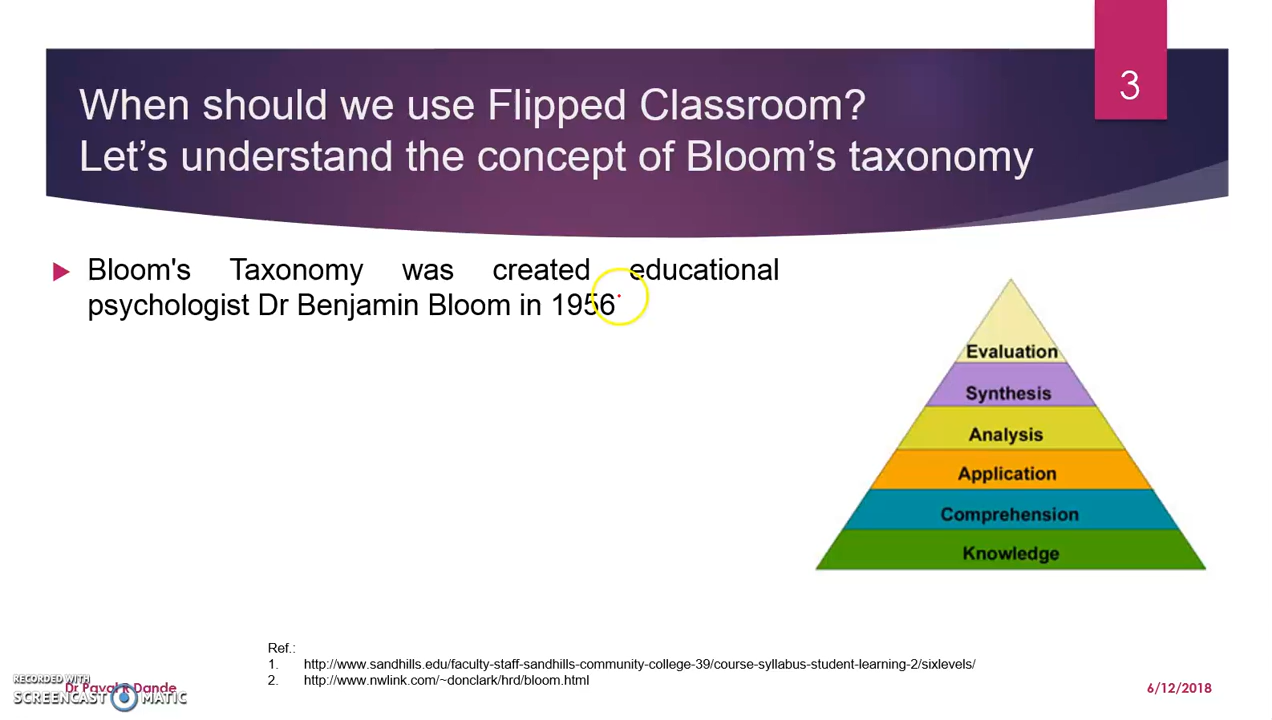 3
When should we use Flipped Classroom?
Let's understand the concept of Bloom's taxonomy
Bloom's Taxonomy was created educational
psychologist Dr Benjamin Bloom in 1956
Evaluation
Synthesis
Analysis
Application
Comprehension
Knowledge
Ref.:
1. http://www.sandhills.edu/faculty-staff-sandhills-community-college-39/course-syllabus-student-learning-2/sixlevels/
2. http://www.nwlink.com/~donclark/hrd/bloom.html
RECORDED WITH
Dr Payal R Dande
SCREENCAST MATIC
6/12/2018